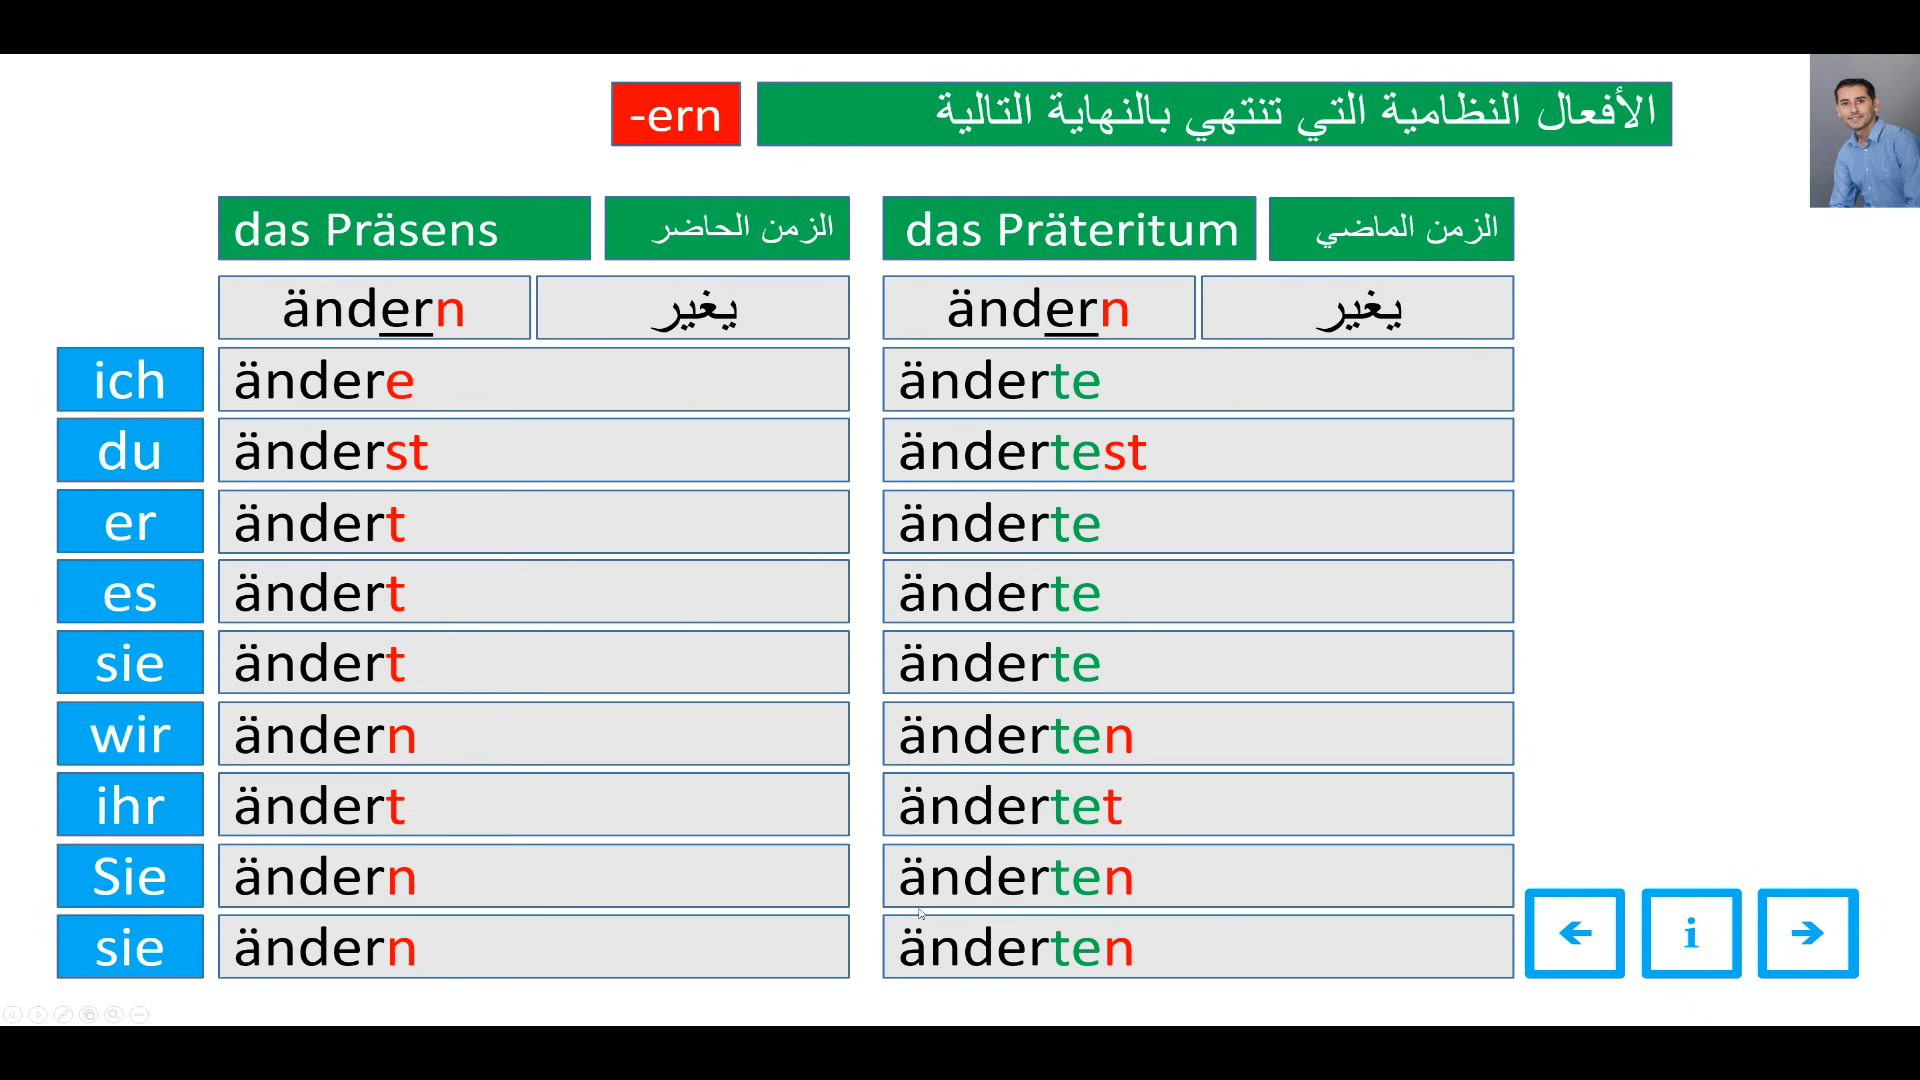 الأفعال النظامية التي تنتهي بالنهاية التالية -ern
das Präsens الزمن الحاضر das Präteritum الزمن الماضي
ändern يغير ändern يغير
ich ändere änderte
du änderst ändertest
er ändert änderte
es ändert änderte
sie ändert änderte
wir ändern änderten
ihr ändert ändertet
Sie ändern änderten
sie ändern änderten
i